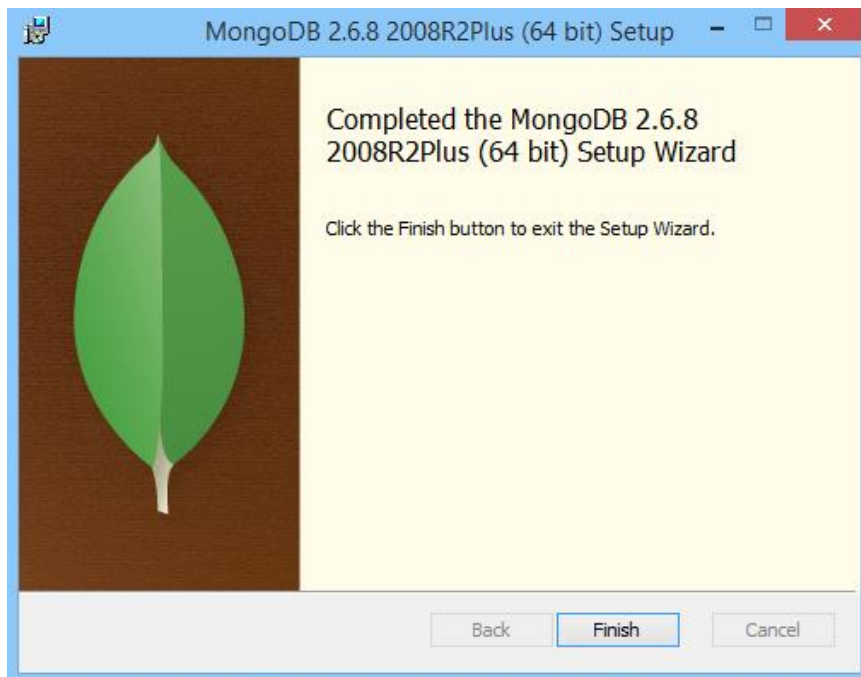 MongoDB 2.6.8 2008R2Plus (64 bit) Setup
Completed the MongoDB 2.6.8
2008R2Plus (64 bit) Setup Wizard
Click the Finish button to exit the Setup Wizard.
Back Finish Cancel